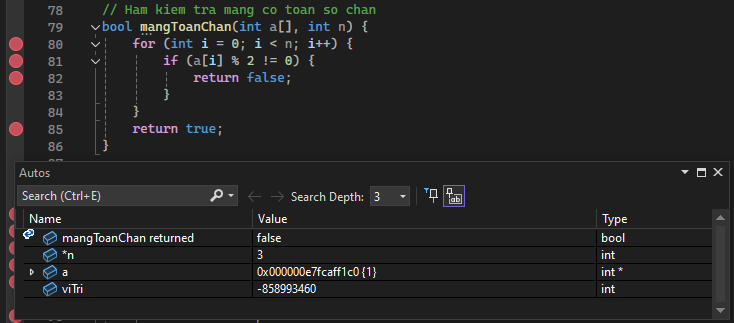 78 // Ham kiem tra mang co toan so chan
79 bool mangToanChan(int a[], int n) {
80 for (int i = 0; i < n; i++) {
81 if (a[i] % 2 != 0) {
82 return false;
83 }
84 }
85 return true;
86 }
Autos
Search (Ctrl+E) Search Depth: 3
Name Value Type
mangToanChan returned false bool
*n 3 int
a 0x000000e7fcaff1c0 {1} int *
viTri -858993460 int